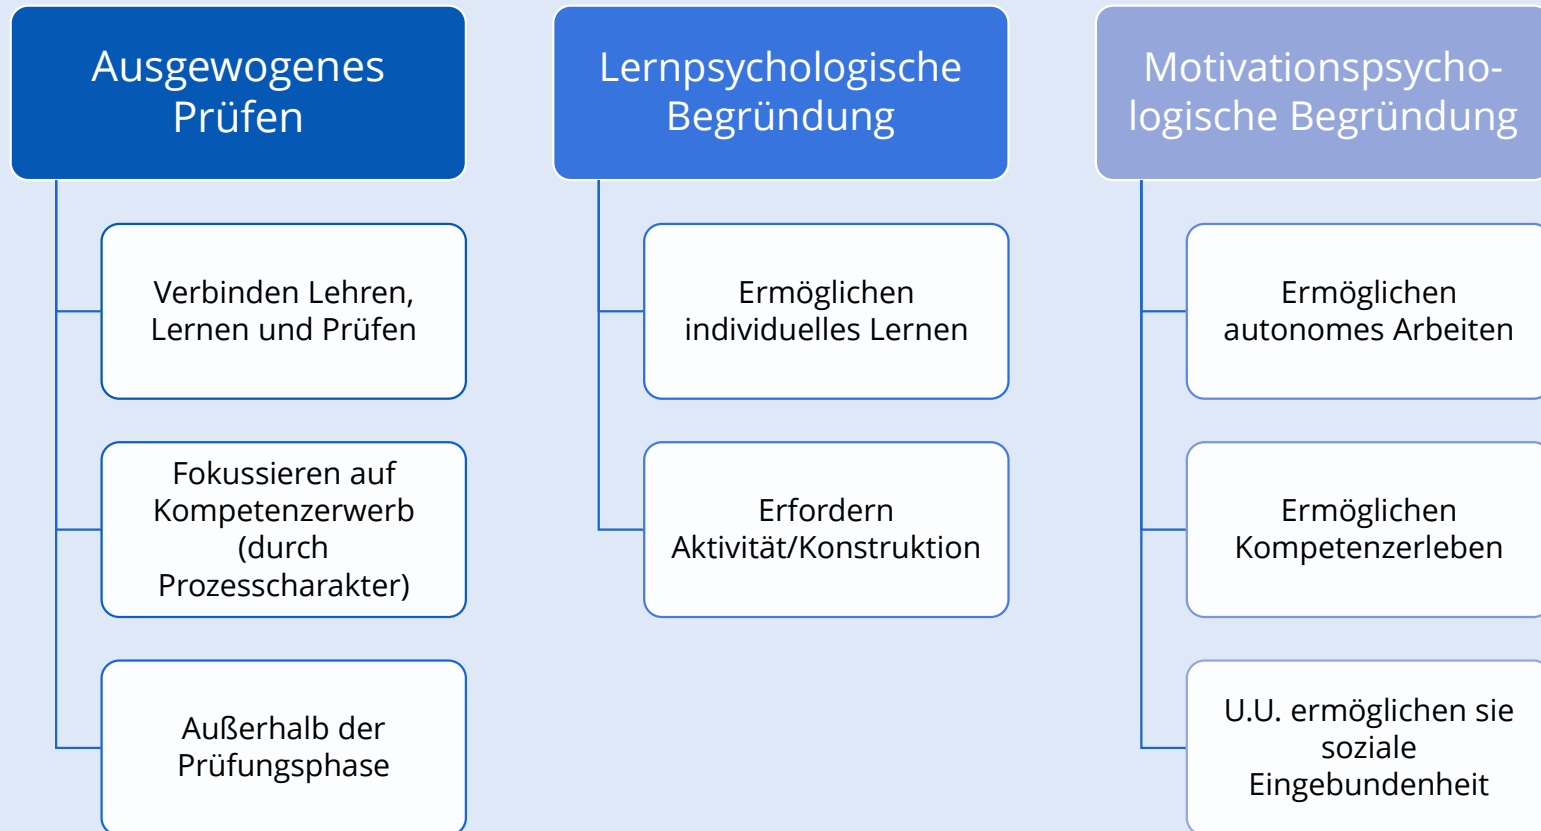 Ausgewogenes
Prüfen
Verbinden Lehren,
Lernen und Prüfen
Fokussieren auf
Kompetenzerwerb
(durch
Prozesscharakter)
Außerhalb der
Prüfungsphase
Lernpsychologische
Begründung
Ermöglichen
individuelles Lernen
Erfordern
Aktivität/Konstruktion
Motivationspsycho-
logische Begründung
Ermöglichen
autonomes Arbeiten
Ermöglichen
Kompetenzerleben
U.U. ermöglichen sie
soziale
Eingebundenheit